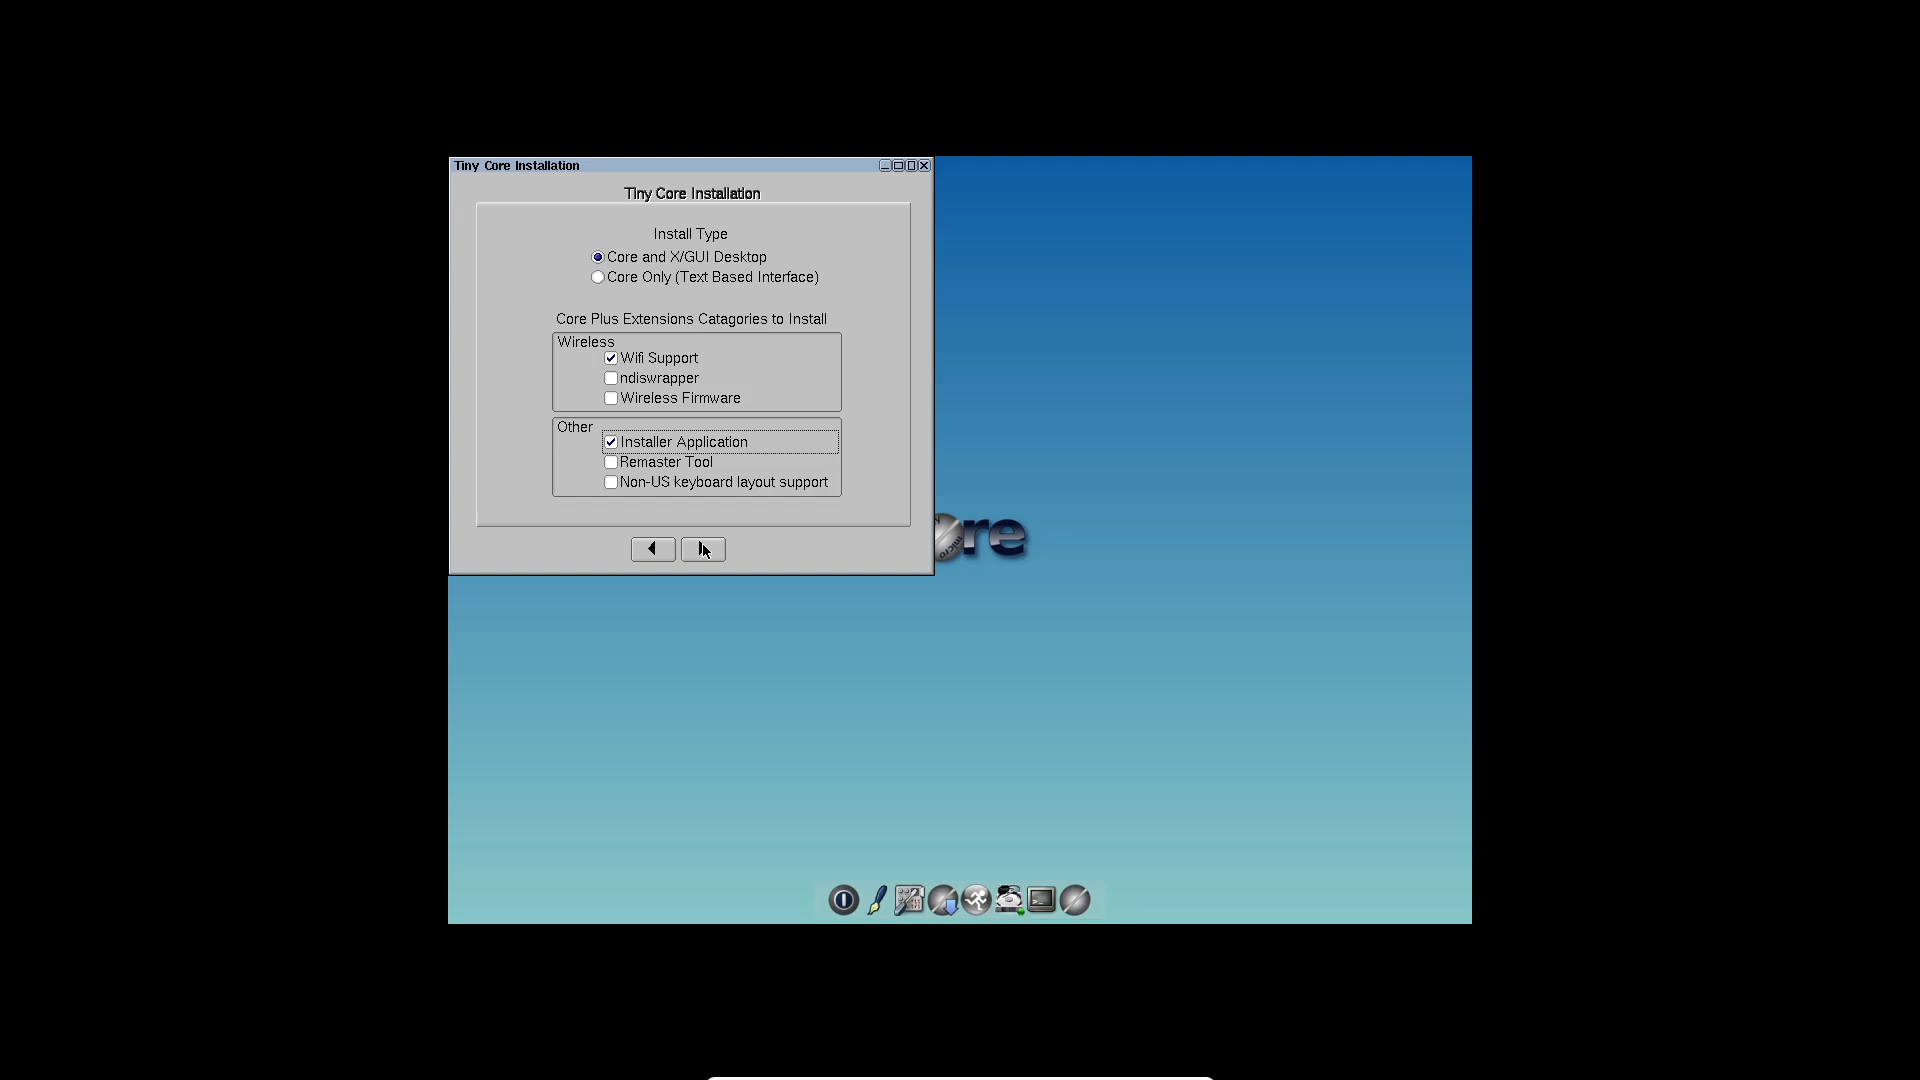 Tiny Core Installation
Tiny Core Installation
Install Type
Core and X/GUI Desktop
Core Only (Text Based Interface)
Core Plus Extensions Catagories to Install
Wireless
Wifi Support
ndiswrapper
Wireless Firmware
Other
Installer Application
Remaster Tool
Non-US keyboard layout support
re
micro